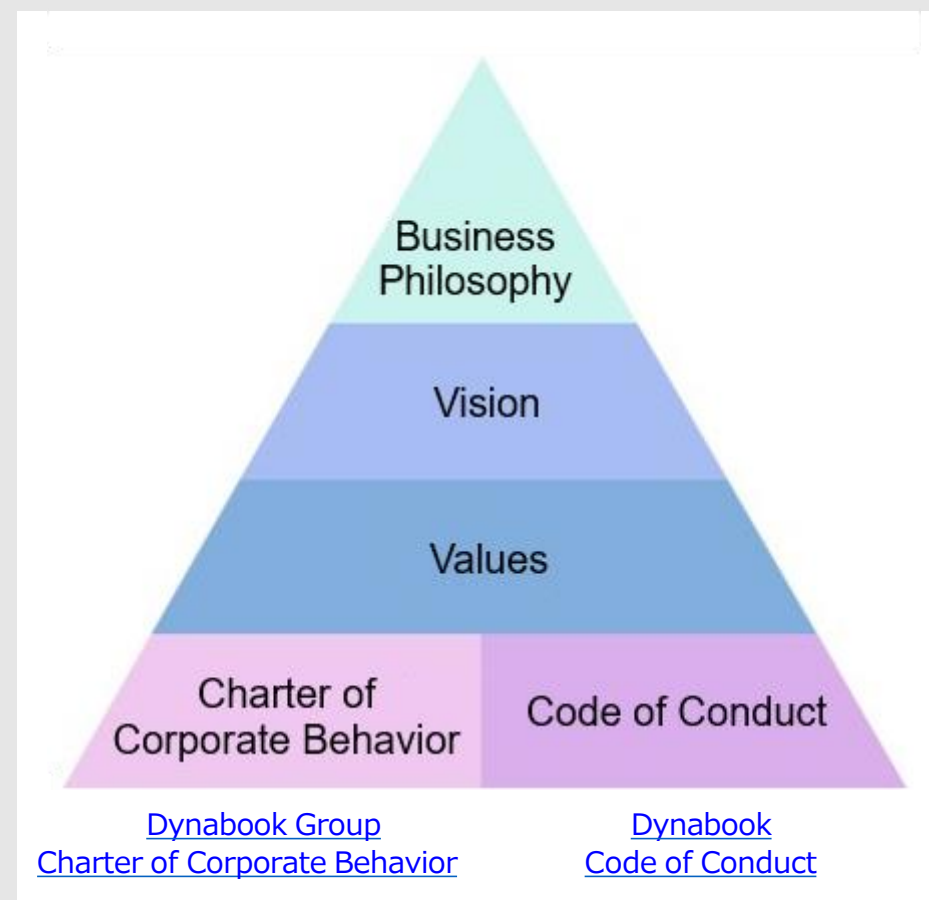 Business
Philosophy
Vision
Values
Charter of
Corporate Behavior
Code of Conduct
Dynabook Group
Charter of Corporate Behavior
Dynabook
Code of Conduct